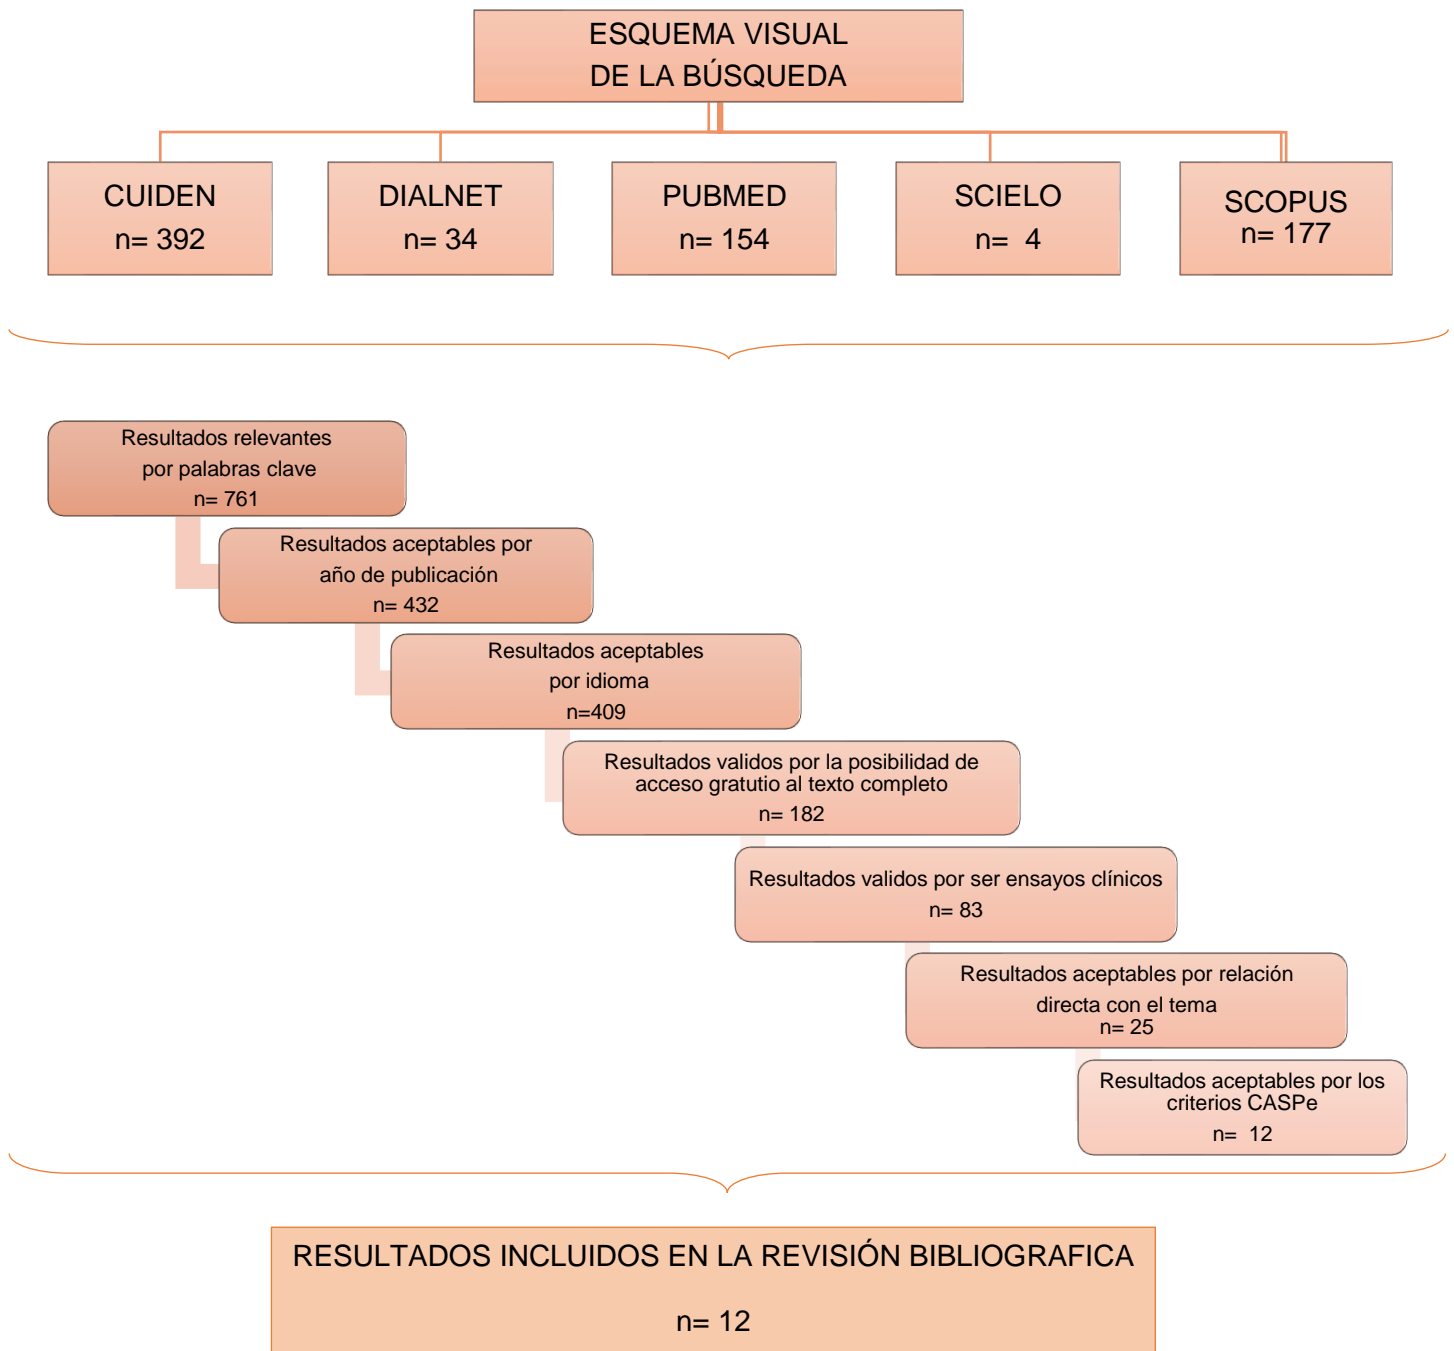 ESQUEMA VISUAL
DE LA BÚSQUEDA
CUIDEN
n= 392
DIALNET
n= 34
PUBMED
n= 154
SCIELO
n= 4
SCOPUS
n= 177
Resultados relevantes
por palabras clave
n= 761
Resultados aceptables por
año de publicación
n= 432
Resultados aceptables
por idioma
n=409
Resultados validos por la posibilidad de
acceso gratutio al texto completo
n= 182
Resultados validos por ser ensayos clínicos
n= 83
Resultados aceptables por relación
directa con el tema
n= 25
Resultados aceptables por los
criterios CASPe
n= 12
RESULTADOS INCLUIDOS EN LA REVISIÓN BIBLIOGRAFICA
n= 12